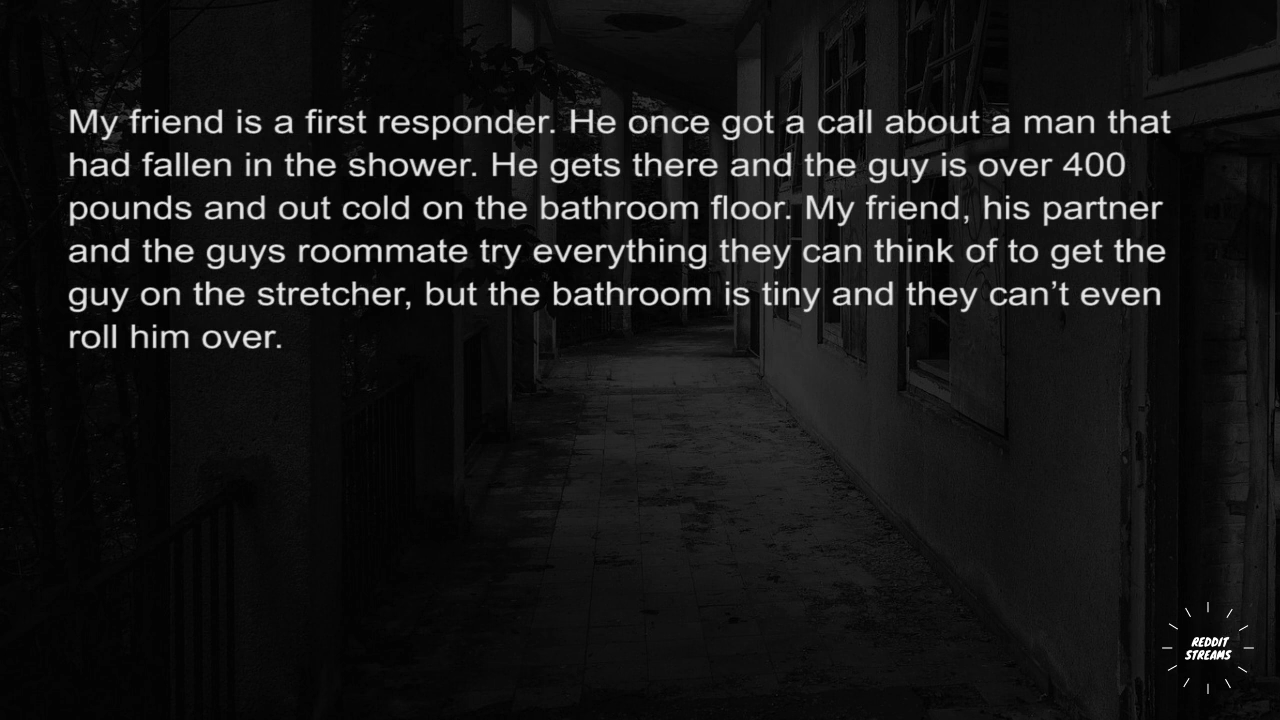 My friend is a first responder. He once got a call about a man that
had fallen in the shower. He gets there and the guy is over 400
pounds and out cold on the bathroom floor. My friend, his partner
and the guys roommate try everything they can think of to get the
guy on the stretcher, but the bathroom is tiny and they can’t even
roll him over.
REDDIT
STREAMS